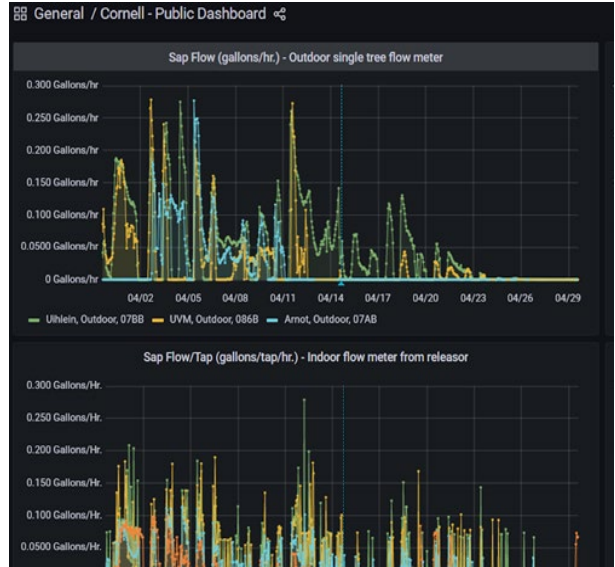 General / Cornell - Public Dashboard
Sap Flow (gallons/hr.) - Outdoor single tree flow meter
0.300 Gallons/hr
0.250 Gallons/hr
0.200 Gallons/hr
0.150 Gallons/hr
0.100 Gallons/hr
0.0500 Gallons/hr
0 Gallons/hr
04/02 04/05 04/08 04/11 04/14 04/17 04/20 04/23 04/26 04/29
Uihlein, Outdoor, 07BB UVM, Outdoor, 086B Arnot, Outdoor, 07AB
Sap Flow/Tap (gallons/tap/hr.) - Indoor flow meter from releasor
0.300 Gallons/Hr.
0.250 Gallons/Hr.
0.200 Gallons/Hr.
0.150 Gallons/Hr.
0.100 Gallons/Hr.
0.0500 Gallons/Hr.